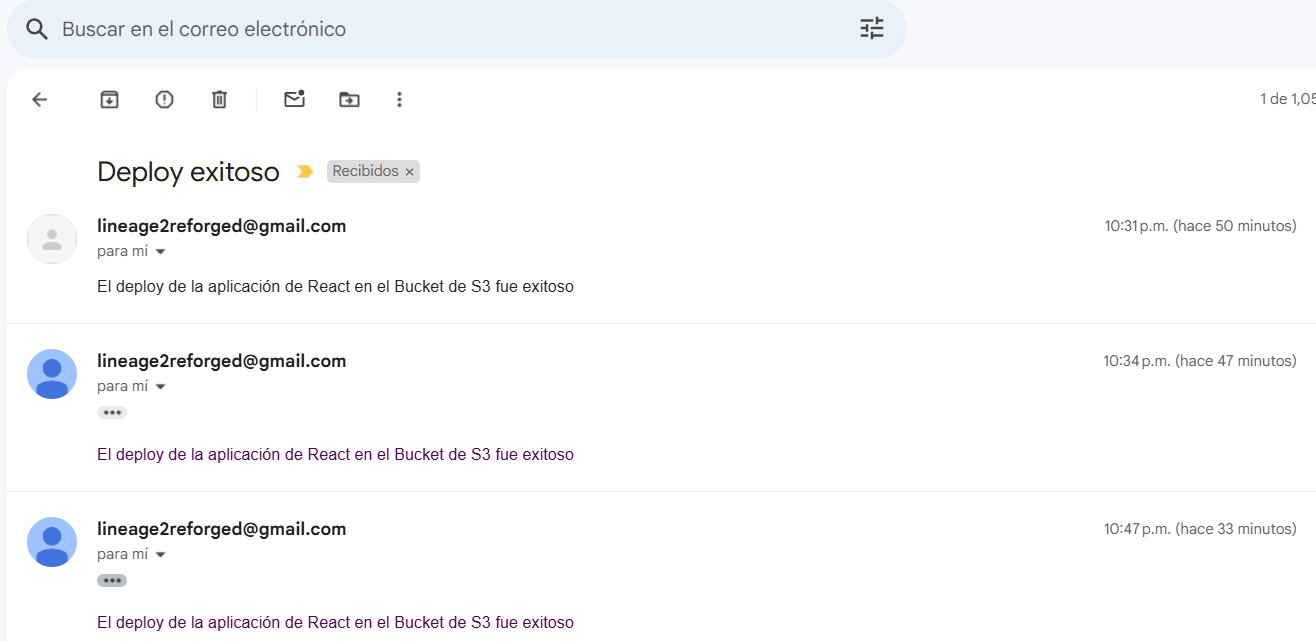 Buscar en el correo electrónico
1 de 1,05
Deploy exitoso
Recibidos ×
lineage2reforged@gmail.com
10:31 p.m. (hace 50 minutos)
para mí
El deploy de la aplicación de React en el Bucket de S3 fue exitoso
lineage2reforged@gmail.com
10:34 p.m. (hace 47 minutos)
para mí
El deploy de la aplicación de React en el Bucket de S3 fue exitoso
lineage2reforged@gmail.com
10:47 p.m. (hace 33 minutos)
para mí
El deploy de la aplicación de React en el Bucket de S3 fue exitoso